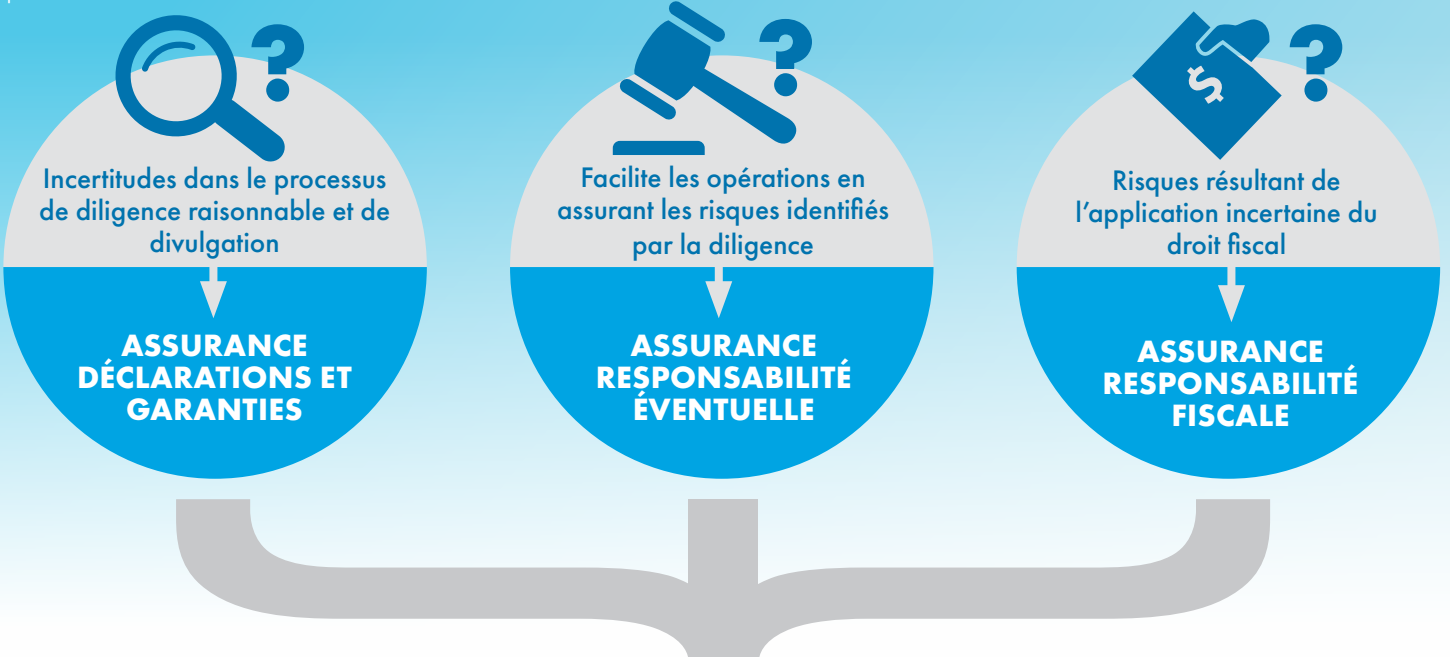 ?
Incertitudes dans le processus
de diligence raisonnable et de
divulgation
ASSURANCE
DÉCLARATIONS ET
GARANTIES
?
Facilite les opérations en
assurant les risques identifiés
par la diligence
ASSURANCE
RESPONSABILITÉ
ÉVENTUELLE
$
?
Risques résultant de
l’application incertaine du
droit fiscal
ASSURANCE
RESPONSABILITÉ
FISCALE